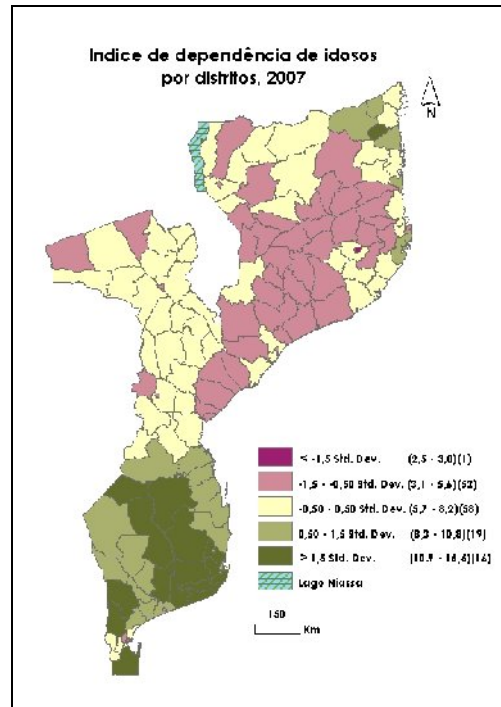 Indice de dependência de idosos
por distritos, 2007
N
< -1,5 Std. Dev. (2,5 - 3,0)(1)
-1,5 - -0,50 Std. Dev. (3,1 - 5,6)(52)
-0,50 - 0,50 Std. Dev. (5,7 - 8,2)(58)
0,50 - 1,5 Std. Dev. (8,3 - 10,8)(19)
> 1,5 Std. Dev. (10,9 - 16,6)(16)
Lago Niassa
150
Km